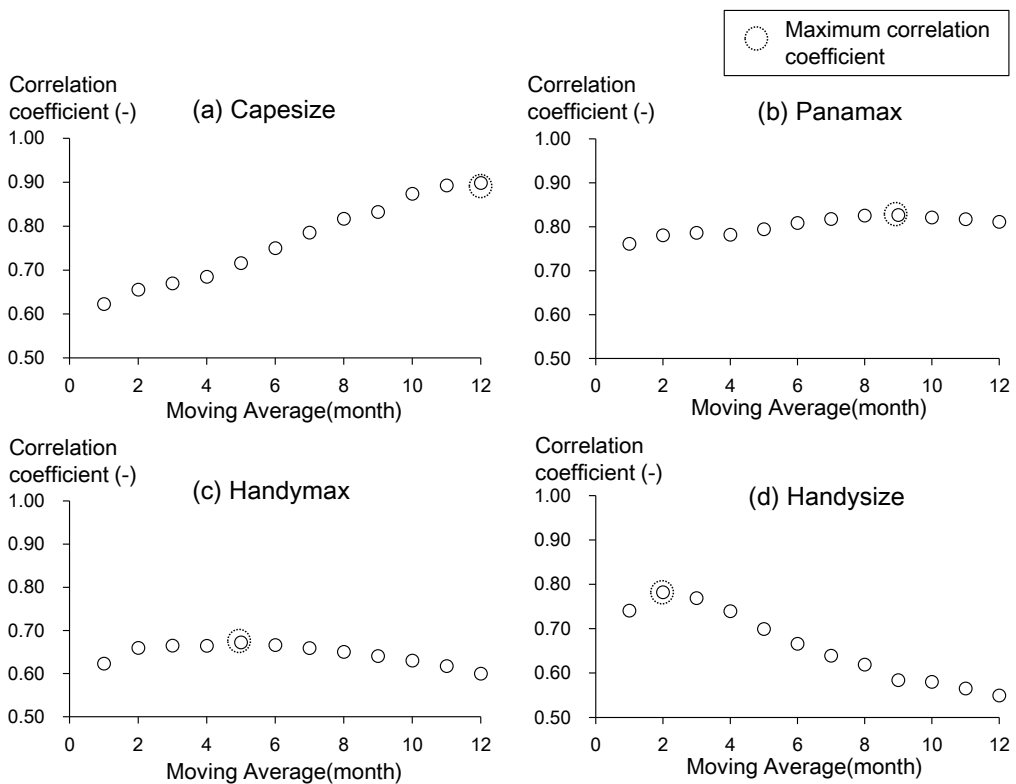 Maximum correlation
coefficient
Correlation
coefficient (-)
(a) Capesize
1.00
0.90
0.80
0.70
0.60
0.50
0 2 4 6 8 10 12
Moving Average(month)
Correlation
coefficient (-)
(b) Panamax
1.00
0.90
0.80
0.70
0.60
0.50
0 2 4 6 8 10 12
Moving Average(month)
Correlation
coefficient (-)
(c) Handymax
1.00
0.90
0.80
0.70
0.60
0.50
0 2 4 6 8 10 12
Moving Average(month)
Correlation
coefficient (-)
(d) Handysize
1.00
0.90
0.80
0.70
0.60
0.50
0 2 4 6 8 10 12
Moving Average(month)